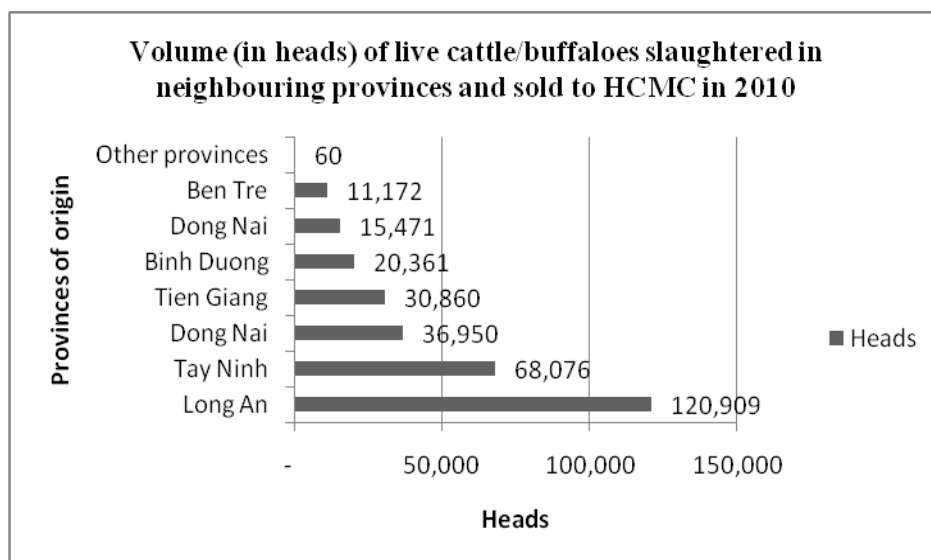 Volume (in heads) of live cattle/buffaloes slaughtered in
neighbouring provinces and sold to HCMC in 2010
Provinces of origin
Other provinces 60
Ben Tre 11,172
Dong Nai 15,471
Binh Duong 20,361
Tien Giang 30,860
Dong Nai 36,950
Tay Ninh 68,076
Long An 120,909
Heads
- 50,000 100,000 150,000
Heads